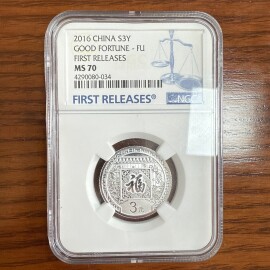 2016 CHINA S3Y
GOOD FORTUNE - FU
FIRST RELEASES
MS 70
4290080-034
FIRST RELEASES®
NGC
福
3元